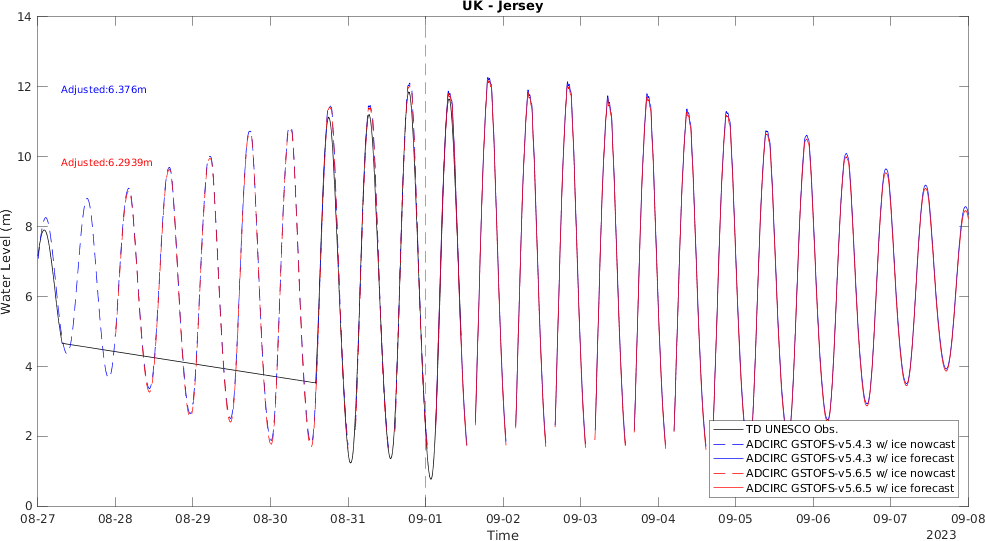 UK - Jersey
14
12
10
8
6
4
2
0
Water Level (m)
Adjusted:6.376m
Adjusted:6.2939m
TD UNESCO Obs.
ADCIRC GSTOFS-v5.4.3 w/ ice nowcast
ADCIRC GSTOFS-v5.4.3 w/ ice forecast
ADCIRC GSTOFS-v5.6.5 w/ ice nowcast
ADCIRC GSTOFS-v5.6.5 w/ ice forecast
08-27 08-28 08-29 08-30 08-31 09-01 09-02 09-03 09-04 09-05 09-06 09-07 09-08
Time
2023